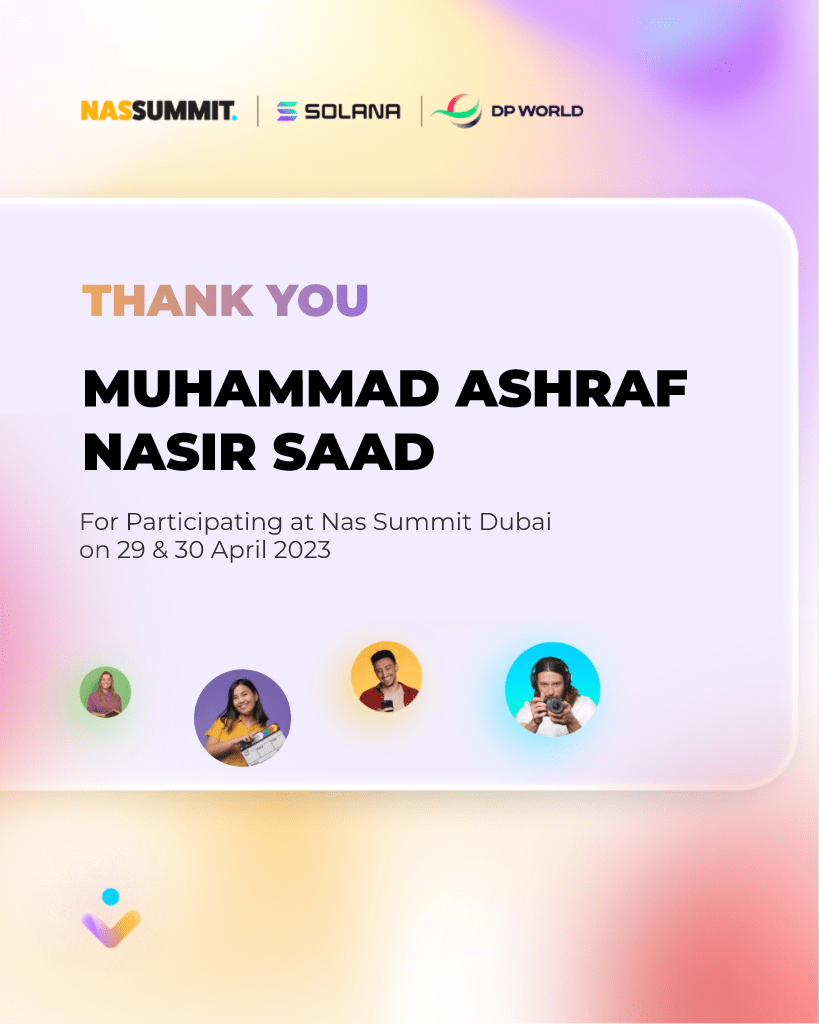 NASSUMMIT. | SOLANA | DP WORLD
THANK YOU
MUHAMMAD ASHRAF
NASIR SAAD
For Participating at Nas Summit Dubai
on 29 & 30 April 2023